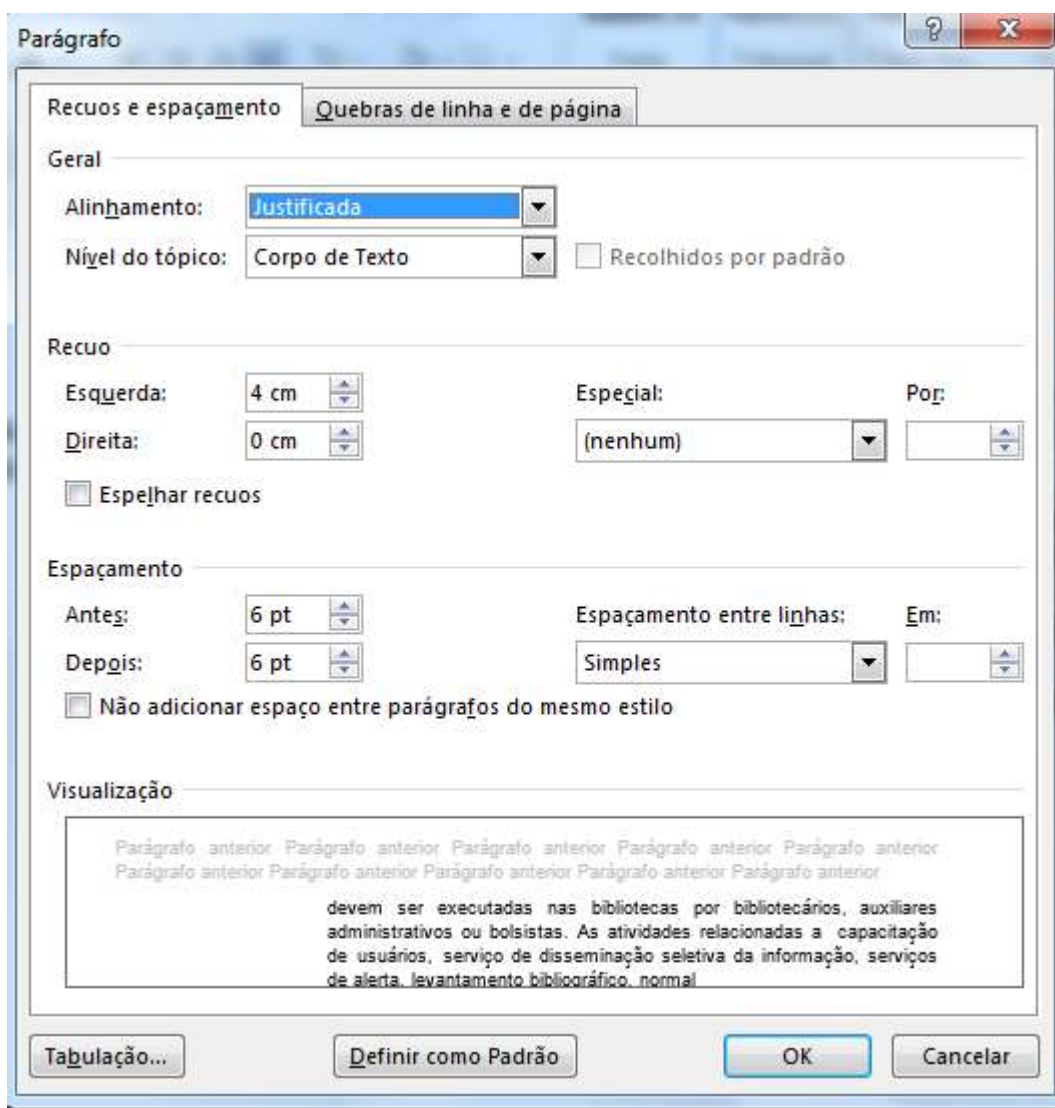 Parágrafo
Recuos e espaçamento Quebras de linha e de página
Geral
Alinhamento: Justificada
Nível do tópico: Corpo de Texto Recolhidos por padrão
Recuo
Esquerda: 4 cm Especial: Por:
Direita: 0 cm (nenhum)
Espelhar recuos
Espaçamento
Antes: 6 pt Espaçamento entre linhas: Em:
Depois: 6 pt Simples
Não adicionar espaço entre parágrafos do mesmo estilo
Visualização
Parágrafo anterior Parágrafo anterior Parágrafo anterior Parágrafo anterior Parágrafo anterior
Parágrafo anterior Parágrafo anterior Parágrafo anterior Parágrafo anterior Parágrafo anterior
devem ser executadas nas bibliotecas por bibliotecários, auxiliares
administrativos ou bolsistas. As atividades relacionadas a capacitação
de usuários, serviço de disseminação seletiva da informação, serviços
de alerta, levantamento bibliográfico, normal
Tabulação... Definir como Padrão OK Cancelar